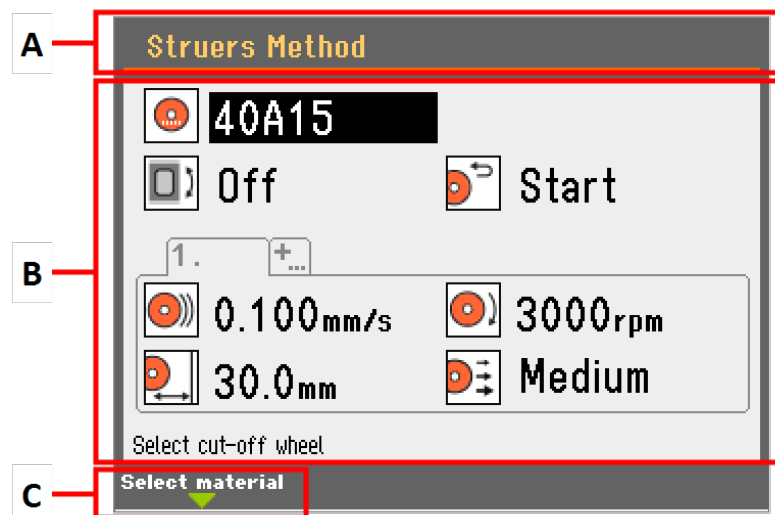 A
Struers Method
40A15
Off
Start
B
1.
+...
0.100mm/s
3000rpm
30.0mm
Medium
Select cut-off wheel
C
Select material